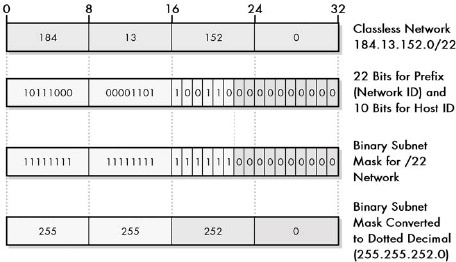 0 8 16 24 32
184 13 152 0
Classless Network
184.13.152.0/22
10111000 00001101 1 0 0 1 1 0 0 0 0 0 0 0 0 0 0 0
22 Bits for Prefix
(Network ID) and
10 Bits for Host ID
11111111 11111111 1 1 1 1 1 1 0 0 0 0 0 0 0 0 0 0
Binary Subnet
Mask for /22
Network
255 255 252 0
Binary Subnet
Mask Converted
to Dotted Decimal
(255.255.252.0)